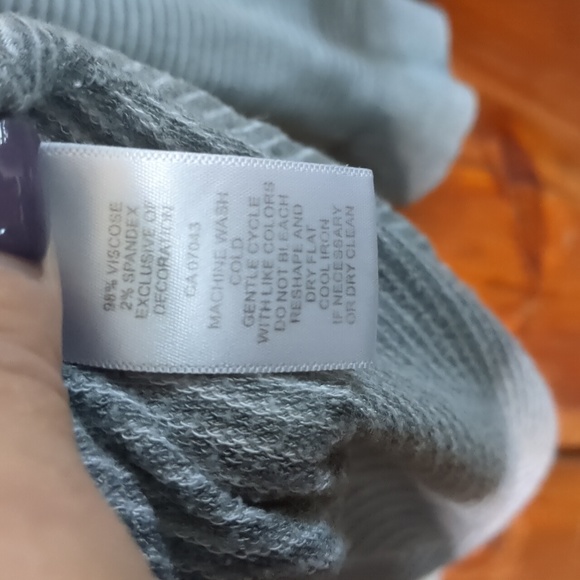 98% VISCOSE
2% SPANDEX
EXCLUSIVE OF
DECORATION
CA 07043
MACHINE WASH
COLD
GENTLE CYCLE
WITH LIKE COLORS
DO NOT BLEACH
RESHAPE AND
DRY FLAT
COOL IRON
IF NECESSARY
OR DRY CLEAN